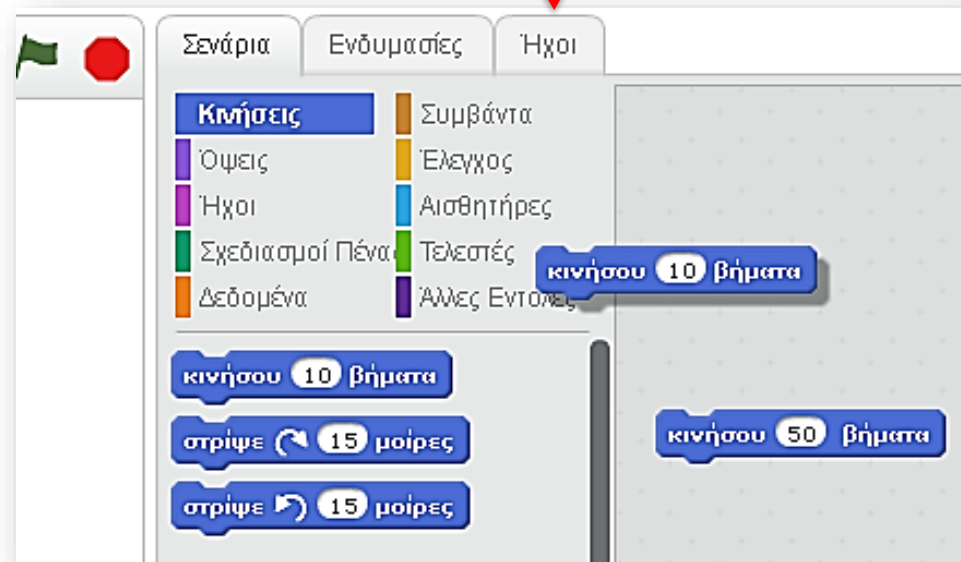 Σενάρια Ενδυμασίες Ήχοι
Κινήσεις Συμβάντα
Όψεις Έλεγχος
Ήχοι Αισθητήρες
Σχεδιασμοί Πένας Τελεστές
Δεδομένα Άλλες Εντολές
κινήσου 10 βήματα
κινήσου 10 βήματα
στρίψε 15 μοίρες
στρίψε 15 μοίρες
κινήσου 50 βήματα